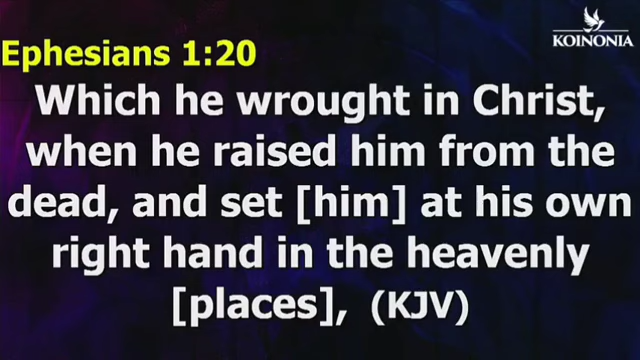 KOINONIA
Ephesians 1:20
Which he wrought in Christ,
when he raised him from the
dead, and set [him] at his own
right hand in the heavenly
[places], (KJV)